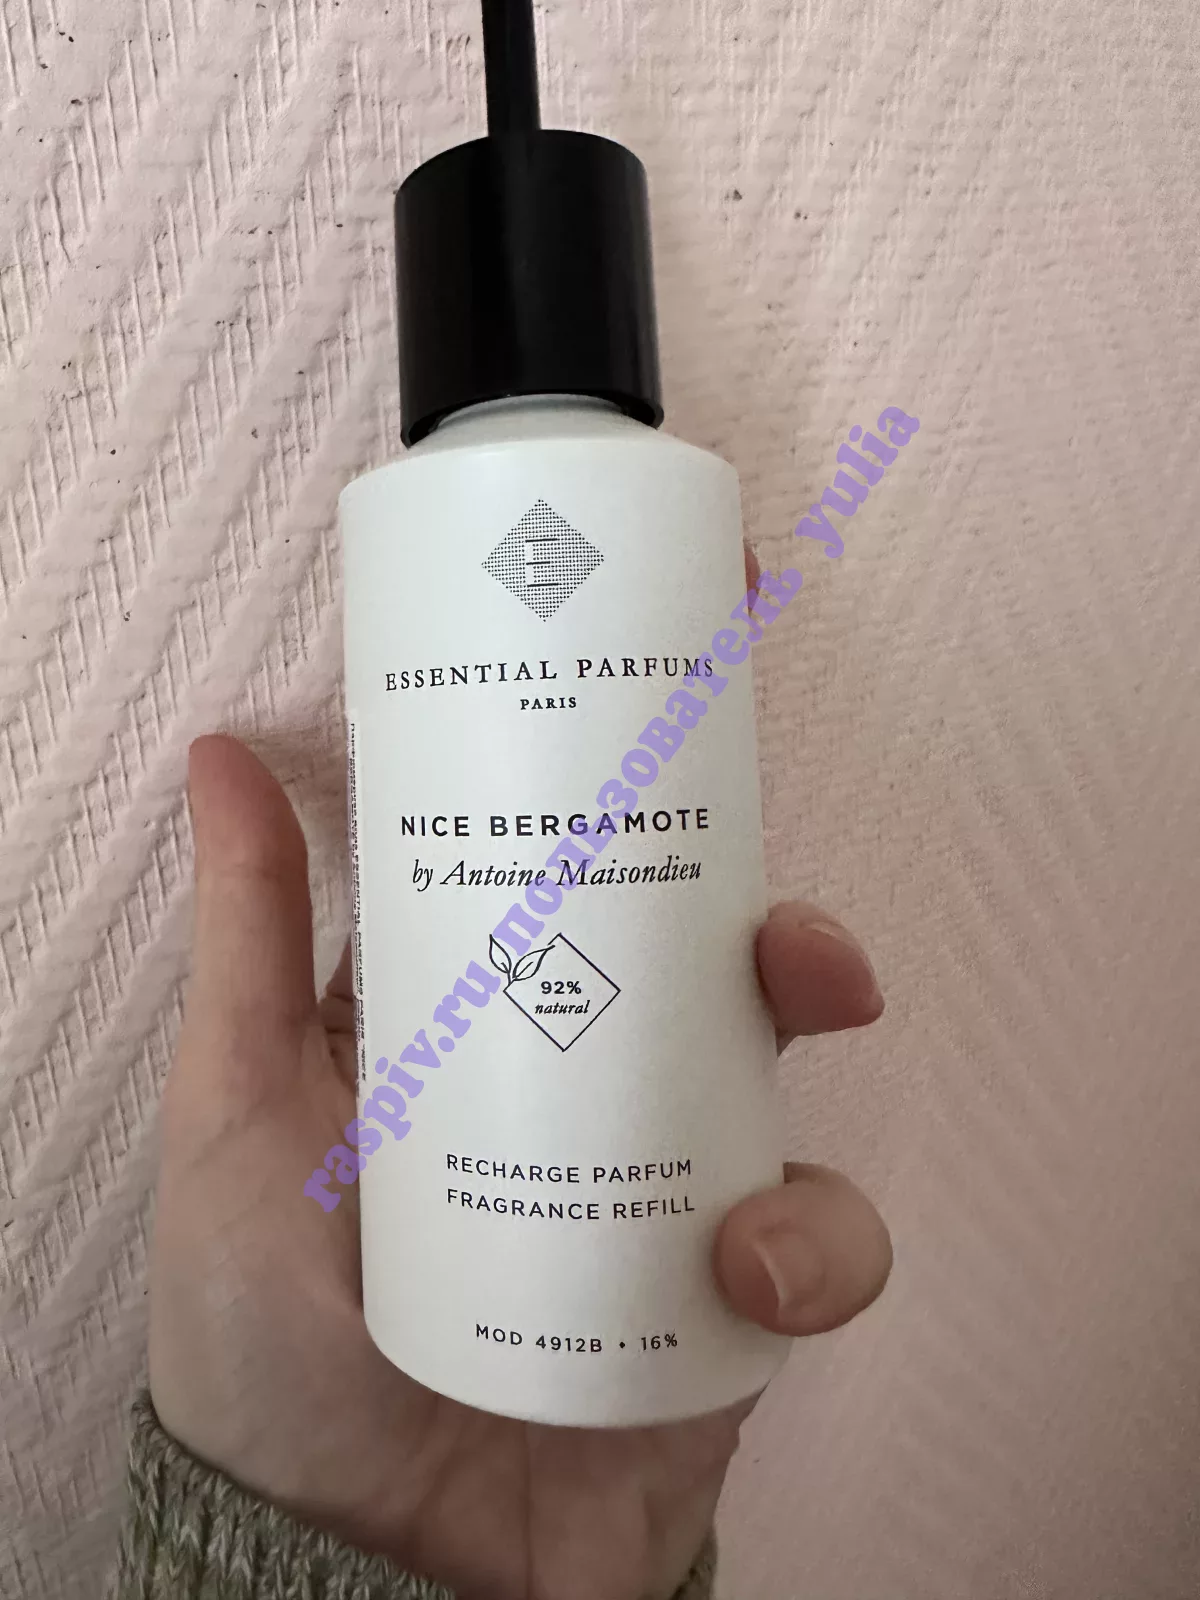 E
ESSENTIAL PARFUMS
PARIS
NICE BERGAMOTE
by Antoine Maisondieu
92%
natural
RECHARGE PARFUM
FRAGRANCE REFILL
MOD 4912B • 16%
raspiv.ru пользователь yulia